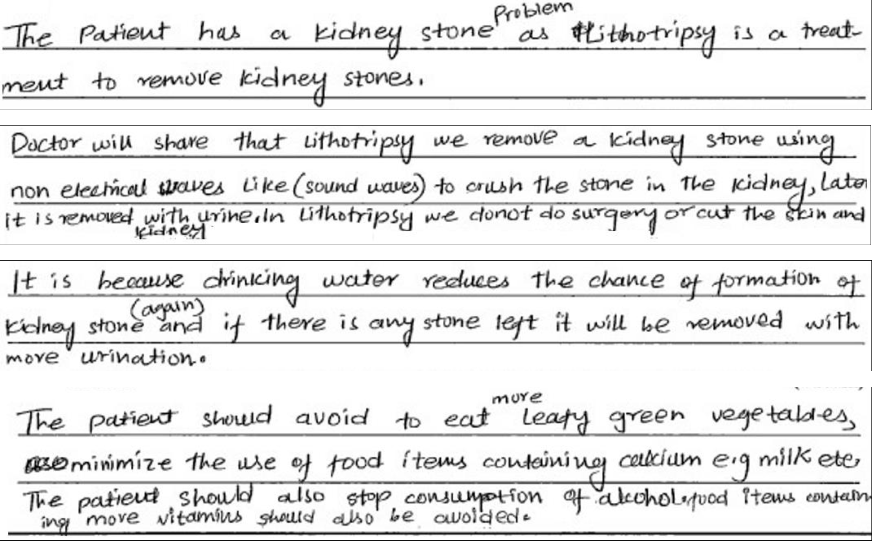 The Patient has a kidney stone Problem as Lithotripsy is a treat-
ment to remove kidney stones.
Doctor will share that Lithotripsy we remove a kidney stone using
non electrical waves like (sound waves) to crush the stone in the kidney, later
it is removed with urine. In Lithotripsy we donot do surgery or cut the skin and
kidney
It is because drinking water reduces the chance of formation of
kidney stone (again) and if there is any stone left it will be removed with
more urination.
The patient should avoid to eat more leafy green vegetables,
minimize the use of food items containing calcium e.g milk etc,
The patient should also stop consumption of alcohol. food items contain
ing more vitamins should also be avoided.